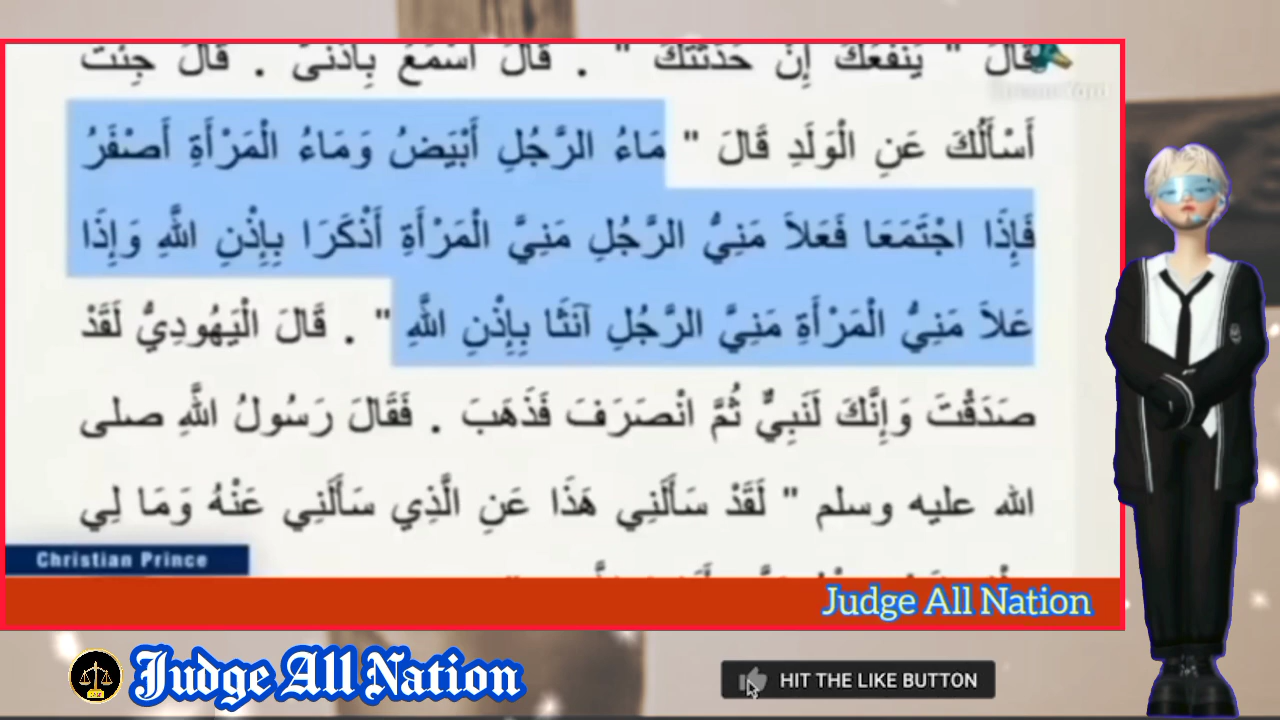 قَالَ " يَنْفَعُكَ إِنْ حَدَّثْتُكَ " . قَالَ أَسْمَعُ بِأُذُنَىَّ . قَالَ جِئْتُ
أَسْأَلُكَ عَنِ الْوَلَدِ قَالَ " مَاءُ الرَّجُلِ أَبْيَضُ وَمَاءُ الْمَرْأَةِ أَصْفَرُ
فَإِذَا اجْتَمَعَا فَعَلاَ مَنِيُّ الرَّجُلِ مَنِيَّ الْمَرْأَةِ أَذْكَرَا بِإِذْنِ اللَّهِ وَإِذَا
عَلاَ مَنِيُّ الْمَرْأَةِ مَنِيَّ الرَّجُلِ آنَثَا بِإِذْنِ اللَّهِ " . قَالَ الْيَهُودِيُّ لَقَدْ
صَدَقْتَ وَإِنَّكَ لَنَبِيٌّ ثُمَّ انْصَرَفَ فَذَهَبَ . فَقَالَ رَسُولُ اللَّهِ صلى
الله عليه وسلم " لَقَدْ سَأَلَنِي هَذَا عَنِ الَّذِي سَأَلَنِي عَنْهُ وَمَا لِي
Christian Prince
Judge All Nation
Judge All Nation
HIT THE LIKE BUTTON